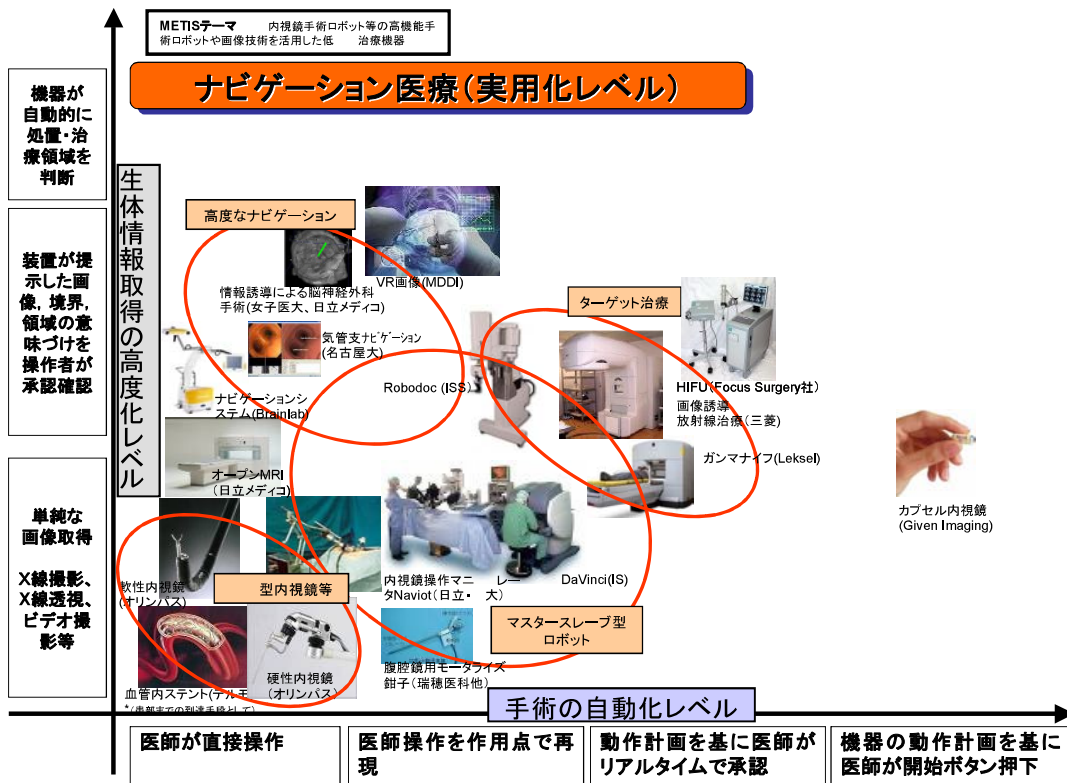 METISテーマ 内視鏡手術ロボット等の高機能手
術ロボットや画像技術を活用した低 治療機器
ナビゲーション医療(実用化レベル)
機器が
自動的に
処置・治
療領域を
判断
装置が提
示した画
像，境界，
領域の意
味づけを
操作者が
承認確認
単純な
画像取得
X線撮影、
X線透視、
ビデオ撮
影等
生体情報取得の高度化レベル
高度なナビゲーション
VR画像(MDDI)
情報誘導による脳神経外科
手術(女子医大、日立メディコ)
気管支ナビゲーション
(名古屋大)
ナビゲーションシ
ステム(Brainlab)
オープンMRI
(日立メディコ)
Robodoc (ISS)
ターゲット治療
HIFU(Focus Surgery社)
画像誘導
放射線治療(三菱)
ガンマナイフ(Leksel)
カプセル内視鏡
(Given Imaging)
軟性内視鏡
(オリンパス)
型内視鏡等
内視鏡操作マニ レー
タNaviot(日立・ 大)
DaVinci(IS)
マスタースレーブ型
ロボット
腹腔鏡用モータライズ
鉗子(瑞穂医科他)
硬性内視鏡
(オリンパス)
血管内ステント(テルモ
*(患部までの到達手段として)
手術の自動化レベル
医師が直接操作
医師操作を作用点で再
現
動作計画を基に医師が
リアルタイムで承認
機器の動作計画を基に
医師が開始ボタン押下